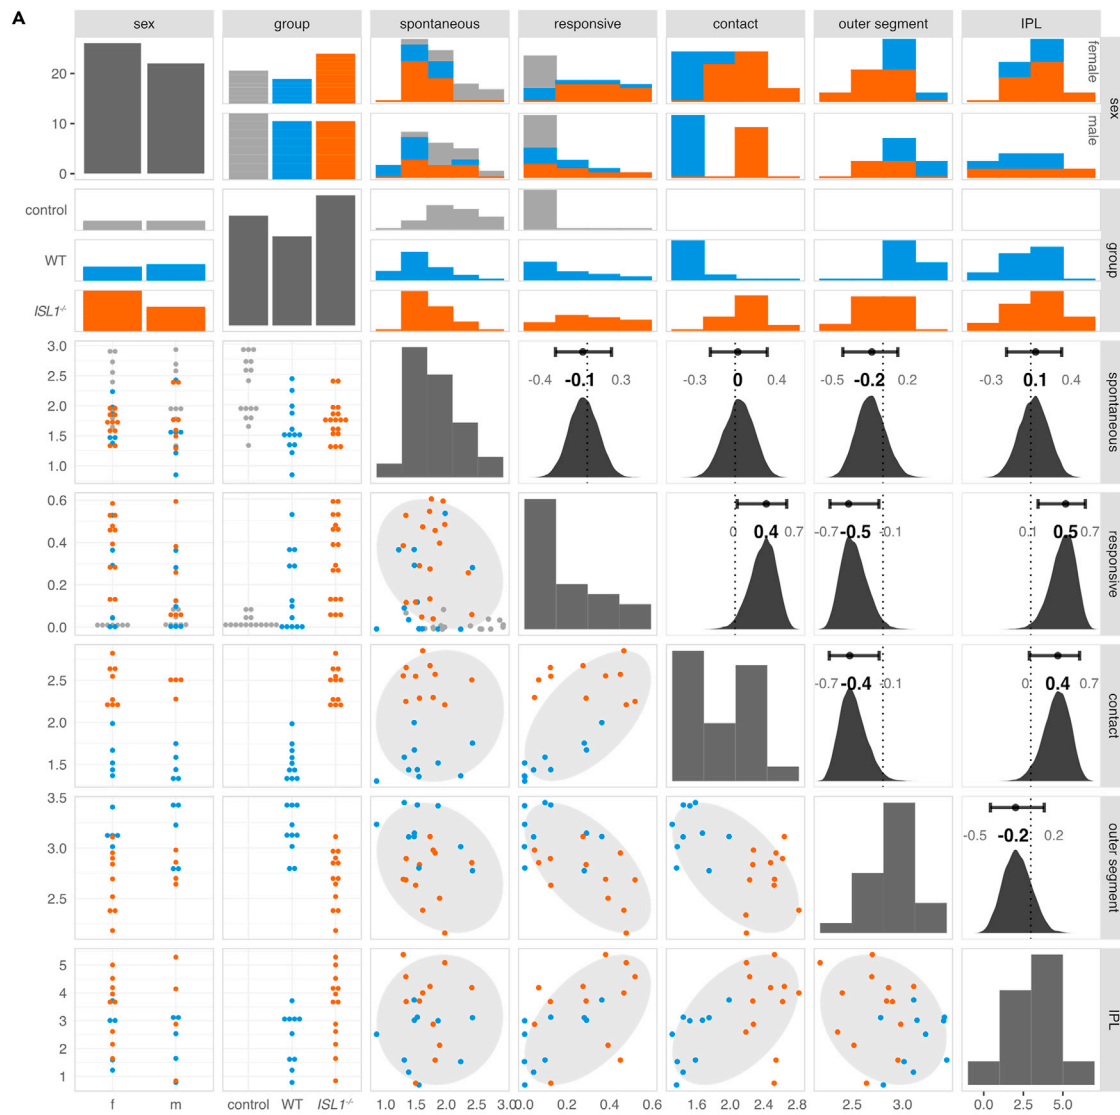 A
sex group spontaneous responsive contact outer segment IPL
20
10
0
female
male
sex
control
WT
ISL1-/-
group
3.0
2.5
2.0
1.5
1.0
-0.4 -0.1 0.3
-0.3 0 0.4
-0.5 -0.2 0.2
-0.3 0.1 0.4
spontaneous
0.6
0.4
0.2
0.0
0 0.4 0.7
-0.7 -0.5 -0.1
0.1 0.5 0.7
responsive
2.5
2.0
1.5
-0.7 -0.4 -0.1
0 0.4 0.7
contact
3.5
3.0
2.5
-0.5 -0.2 0.2
outer segment
5
4
3
2
1
IPL
f m control WT ISL1-/- 1.0 1.5 2.0 2.5 3.0 0.0 0.2 0.4 0.6 1.6 2.0 2.4 2.8 2.5 3.0 0.0 2.5 5.0